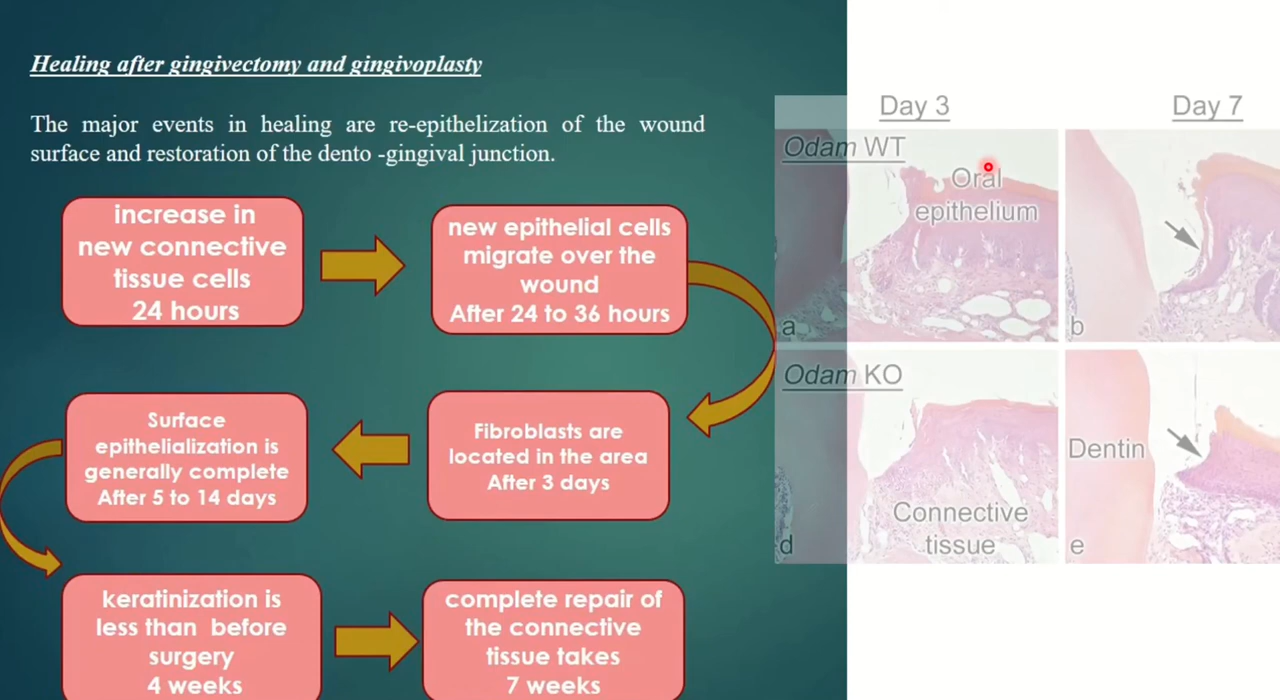 Healing after gingivectomy and gingivoplasty
The major events in healing are re-epithelization of the wound
surface and restoration of the dento -gingival junction.
increase in
new connective
tissue cells
24 hours
new epithelial cells
migrate over the
wound
After 24 to 36 hours
Fibroblasts are
located in the area
After 3 days
Surface
epithelialization is
generally complete
After 5 to 14 days
keratinization is
less than before
surgery
4 weeks
complete repair of
the connective
tissue takes
7 weeks
Day 3
Day 7
Odam WT
Oral
epithelium
a
b
Odam KO
Dentin
Connective
tissue
d
e